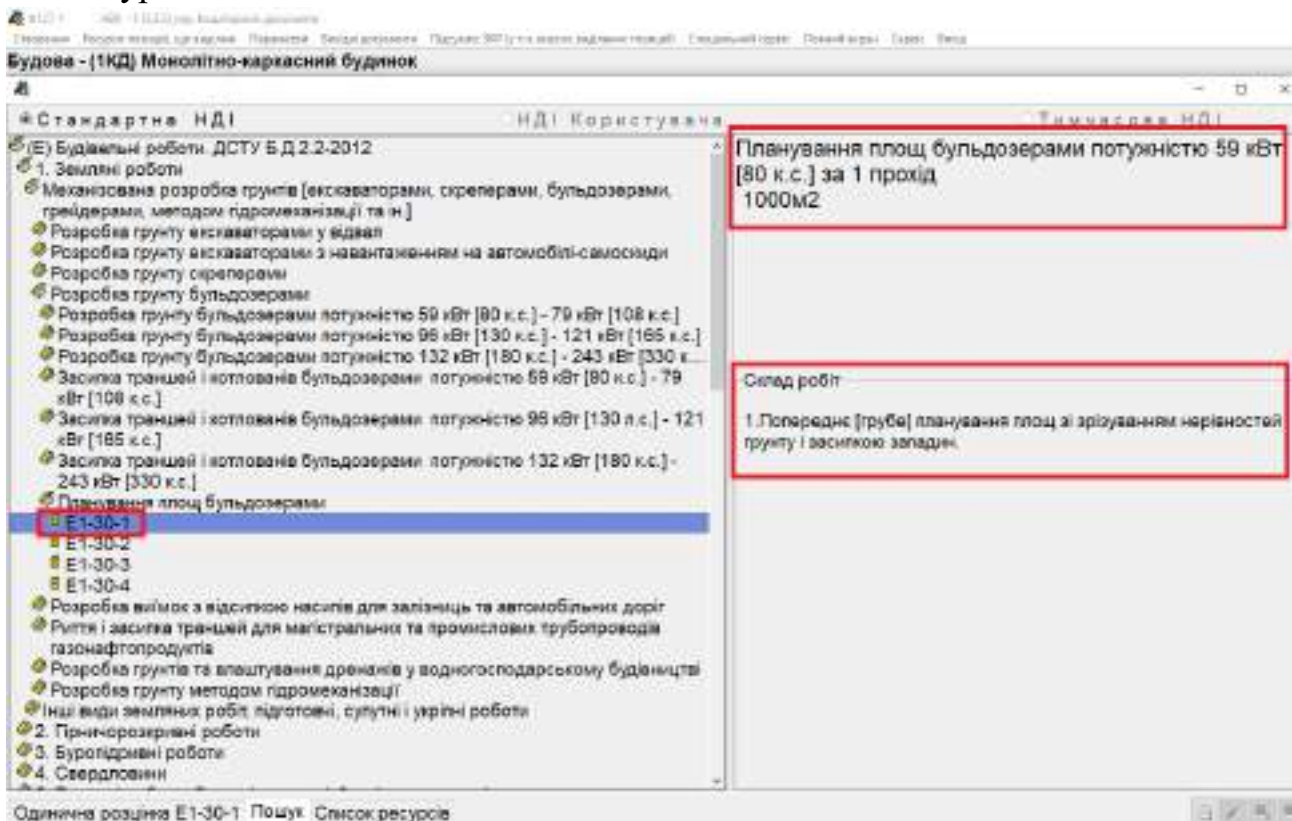 Будова - (1КД) Монолітно-каркасний будинок
Стандартна НДІ
НДІ Користувача
Тимчасова НДІ
(Е) Будівельні роботи. ДСТУ Б Д.2.2-2012
1. Земляні роботи
Механізована розробка грунтів [екскаваторами, скреперами, бульдозерами,
грейдерами, методом гідромеханізації та ін.]
Розробка грунту екскаваторами у відвал
Розробка грунту екскаваторами з навантаженням на автомобілі-самоскиди
Розробка грунту скреперами
Розробка грунту бульдозерами
Розробка грунту бульдозерами потужністю 59 кВт [80 к.с.] - 79 кВт [108 к.с.]
Розробка грунту бульдозерами потужністю 96 кВт [130 к.с.] - 121 кВт [165 к.с.]
Розробка грунту бульдозерами потужністю 132 кВт [180 к.с.] - 243 кВт [330 к....
Засипка траншей і котлованів бульдозерами потужністю 59 кВт [80 к.с.] - 79
кВт [108 к.с.]
Засипка траншей і котлованів бульдозерами потужністю 96 кВт [130 л.с.] - 121
кВт [165 к.с.]
Засипка траншей і котлованів бульдозерами потужністю 132 кВт [180 к.с.] -
243 кВт [330 к.с.]
Планування площ бульдозерами
Е1-30-1
Е1-30-2
Е1-30-3
Е1-30-4
Розробка виїмок з відсипкою насипів для залізниць та автомобільних доріг
Риття і засипка траншей для магістральних та промислових трубопроводів
газонафтопродуктів
Розробка грунтів та влаштування дренажів у водногосподарському будівництві
Розробка грунту методом гідромеханізації
Інші види земляних робіт, підготовчі, супутні і укріпні роботи
2. Гірничорозкривні роботи
3. Буропідривні роботи
4. Свердловини
Планування площ бульдозерами потужністю 59 кВт
[80 к.с.] за 1 прохід
1000м2
Склад робіт
1.Попереднє [грубе] планування площ зі зрізуванням нерівностей
грунту і засипкою западин.
Одинична розцінка Е1-30-1 Пошук Список ресурсів